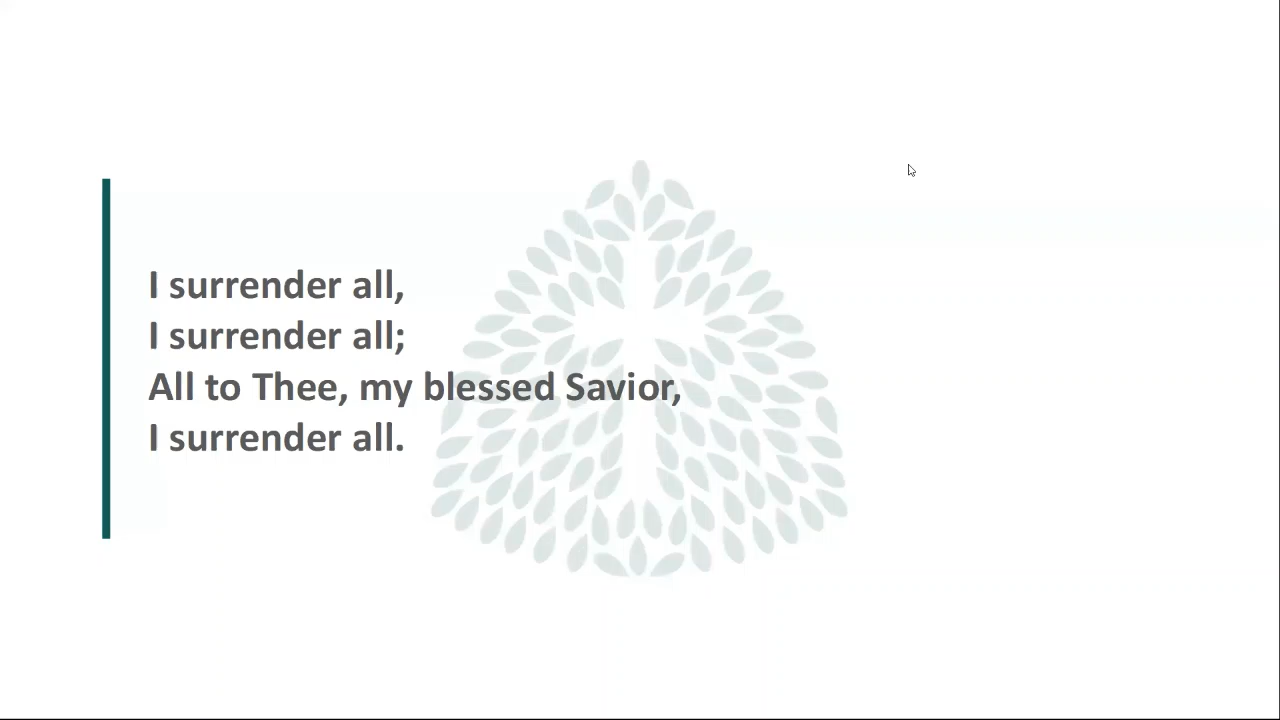 I surrender all,
I surrender all;
All to Thee, my blessed Savior,
I surrender all.